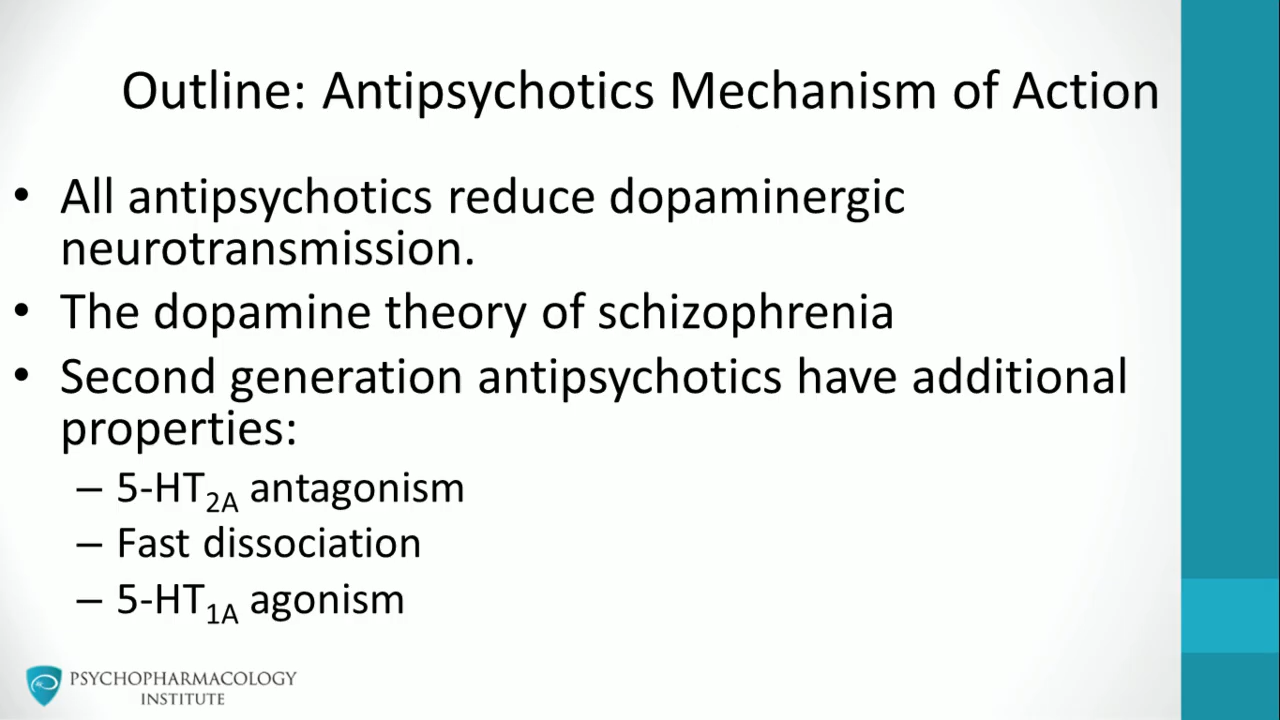 Outline: Antipsychotics Mechanism of Action
• All antipsychotics reduce dopaminergic
neurotransmission.
• The dopamine theory of schizophrenia
• Second generation antipsychotics have additional
properties:
– 5-HT₂A antagonism
– Fast dissociation
– 5-HT₁A agonism
PSYCHOPHARMACOLOGY
INSTITUTE